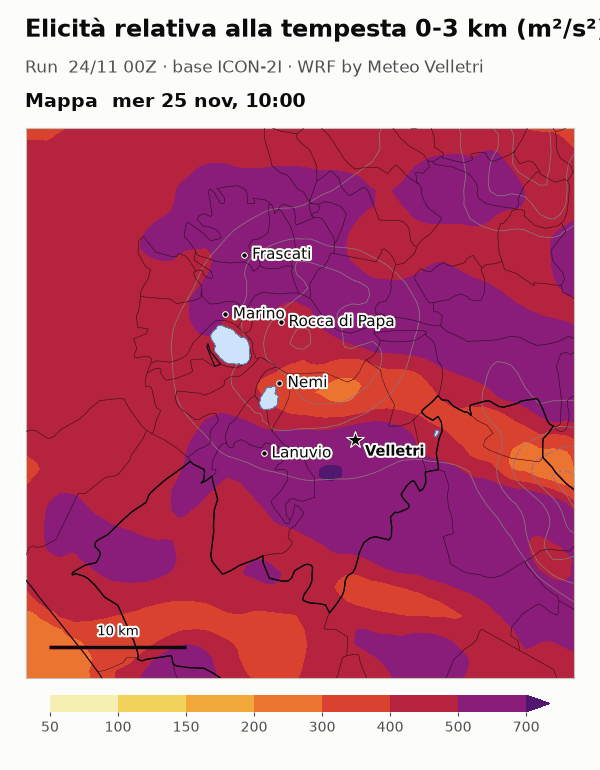 Elicità relativa alla tempesta 0-3 km (m²/s²)
Run  24/11 00Z · base ICON-2I · WRF by Meteo Velletri
Mappa  mer 25 nov, 10:00
Frascati
Marino
Rocca di Papa
Nemi
Velletri
Lanuvio
10 km
50 100 150 200 300 400 500 700